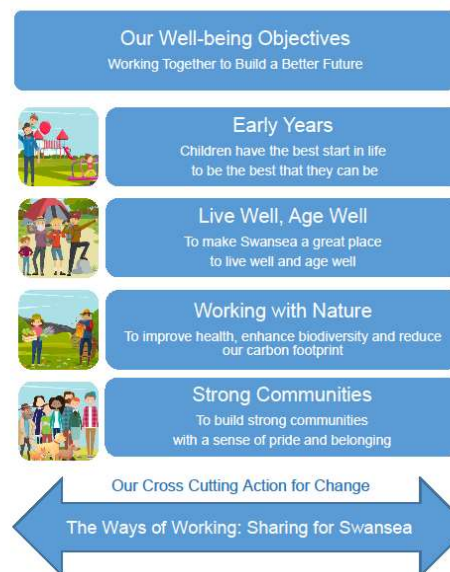 Our Well-being Objectives
Working Together to Build a Better Future
Early Years
Children have the best start in life
to be the best that they can be
Live Well, Age Well
To make Swansea a great place
to live well and age well
Working with Nature
To improve health, enhance biodiversity and reduce
our carbon footprint
Strong Communities
To build strong communities
with a sense of pride and belonging
Our Cross Cutting Action for Change
The Ways of Working: Sharing for Swansea